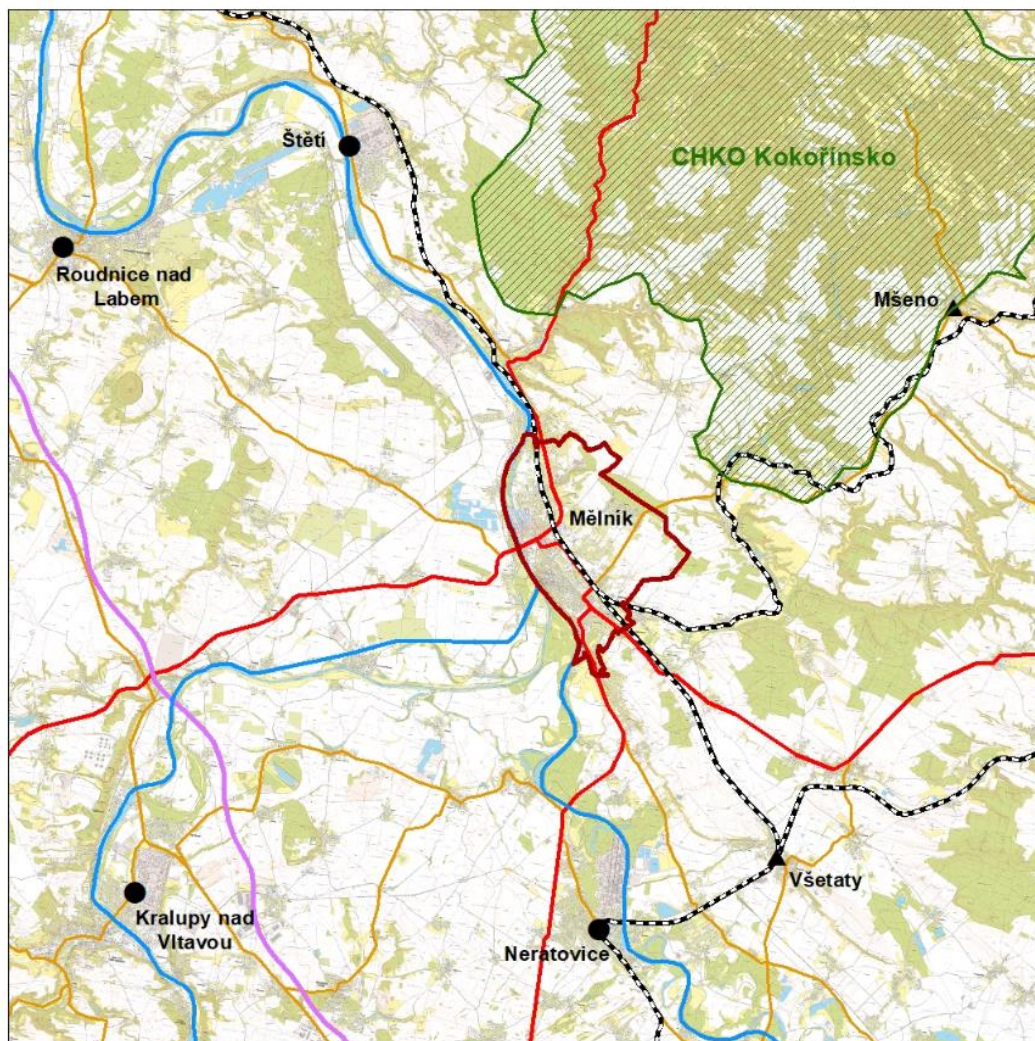 Štětí
CHKO Kokořínsko
Roudnice nad
Labem
Mšeno
Mělník
Kralupy nad
Vltavou
Všetaty
Neratovice